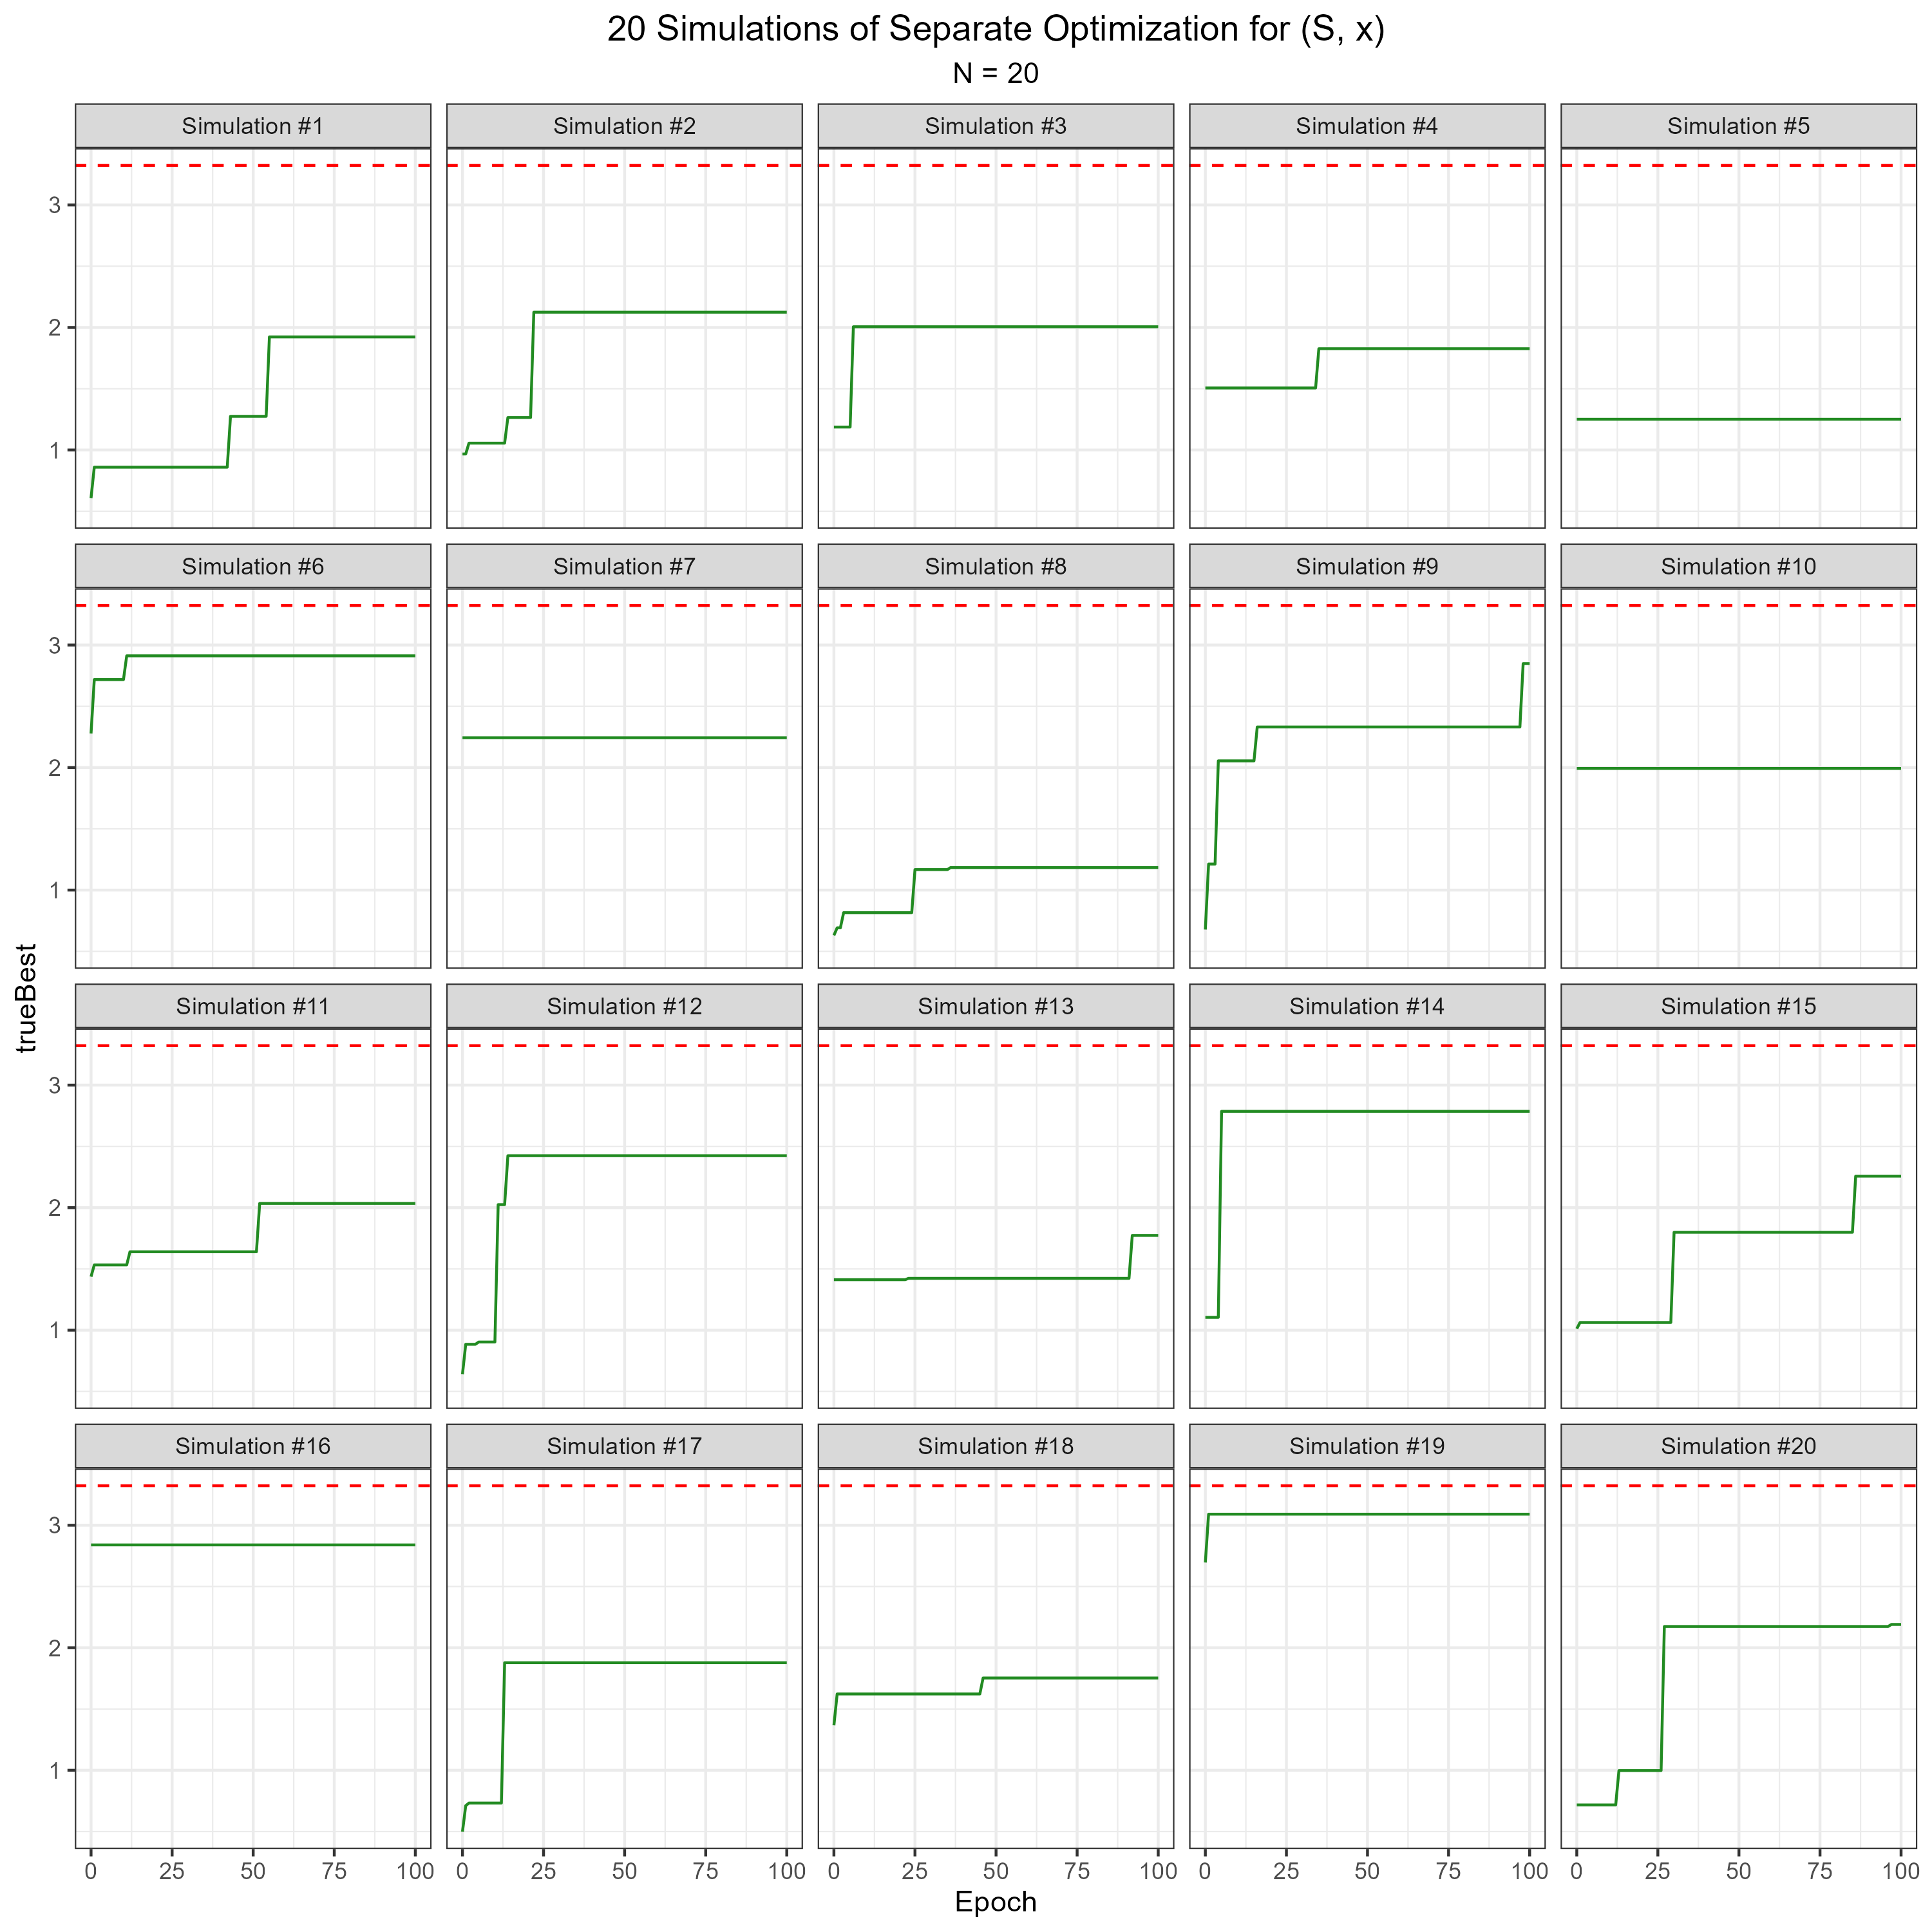 20 Simulations of Separate Optimization for (S, x)
N = 20
Simulation #1 Simulation #2 Simulation #3 Simulation #4 Simulation #5
3
2
1
Simulation #6 Simulation #7 Simulation #8 Simulation #9 Simulation #10
3
2
1
trueBest
Simulation #11 Simulation #12 Simulation #13 Simulation #14 Simulation #15
3
2
1
Simulation #16 Simulation #17 Simulation #18 Simulation #19 Simulation #20
3
2
1
0 25 50 75 100 0 25 50 75 100 0 25 50 75 100 0 25 50 75 100 0 25 50 75 100
Epoch